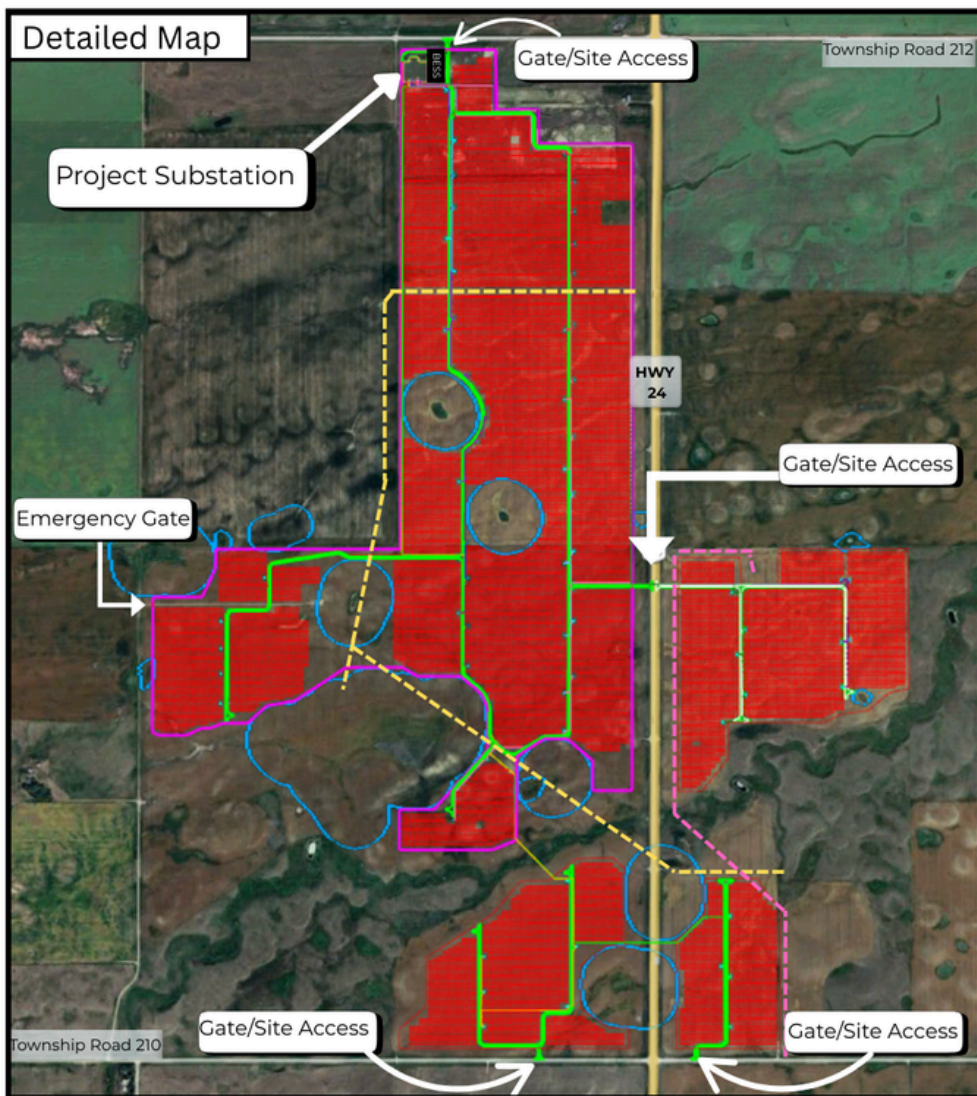 Detailed Map
Gate/Site Access
Township Road 212
BESS
Project Substation
HWY
24
Gate/Site Access
Emergency Gate
Gate/Site Access
Gate/Site Access
Township Road 210